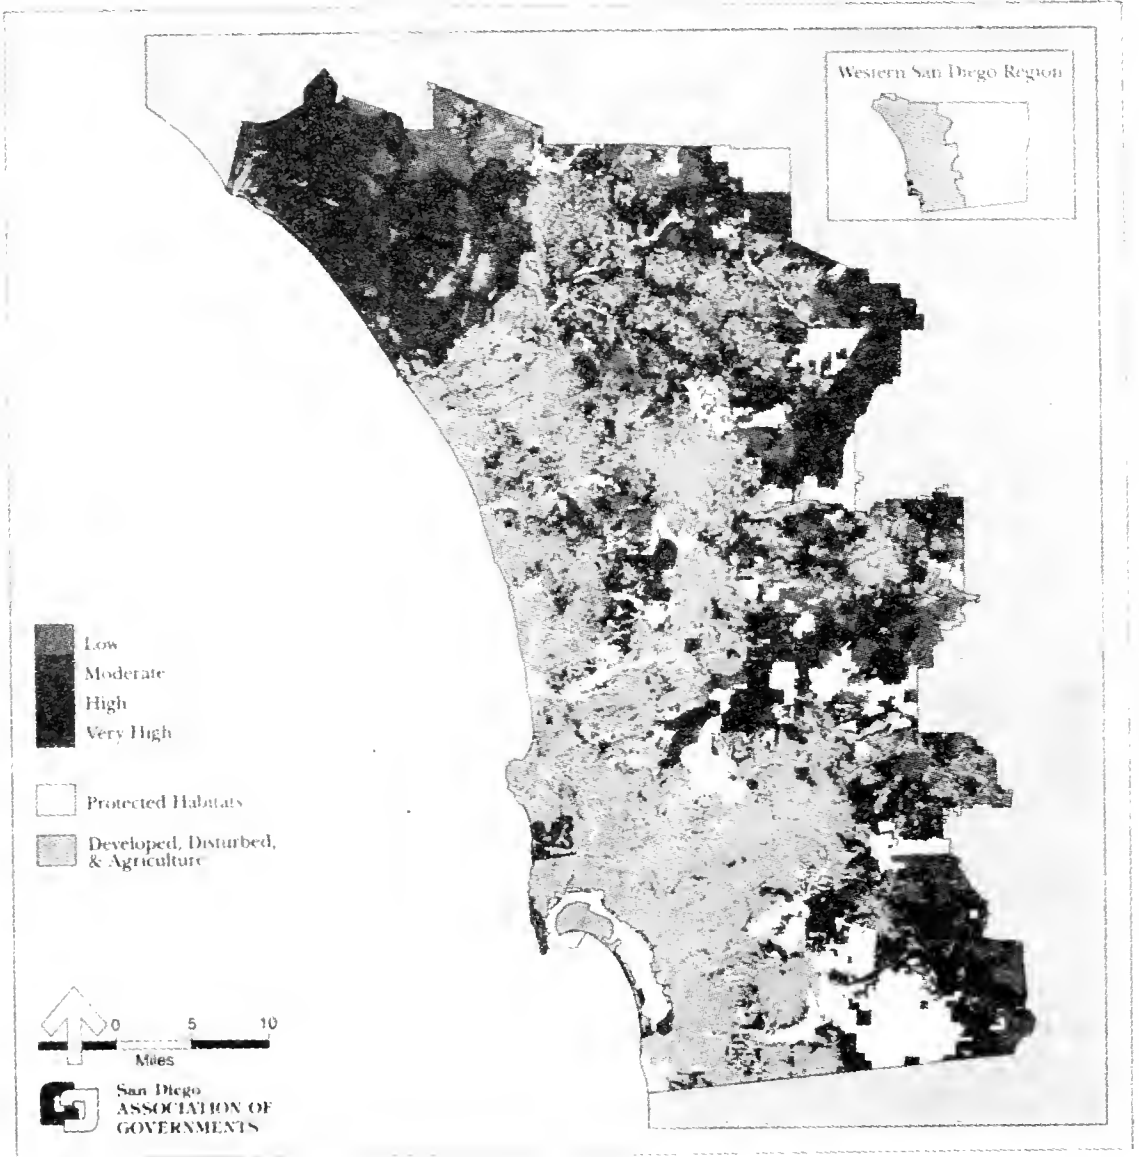 Western San Diego Region
Low
Moderate
High
Very High
Protected Habitats
Developed, Disturbed,
& Agriculture
0 5 10
Miles
San Diego
ASSOCIATION OF
GOVERNMENTS